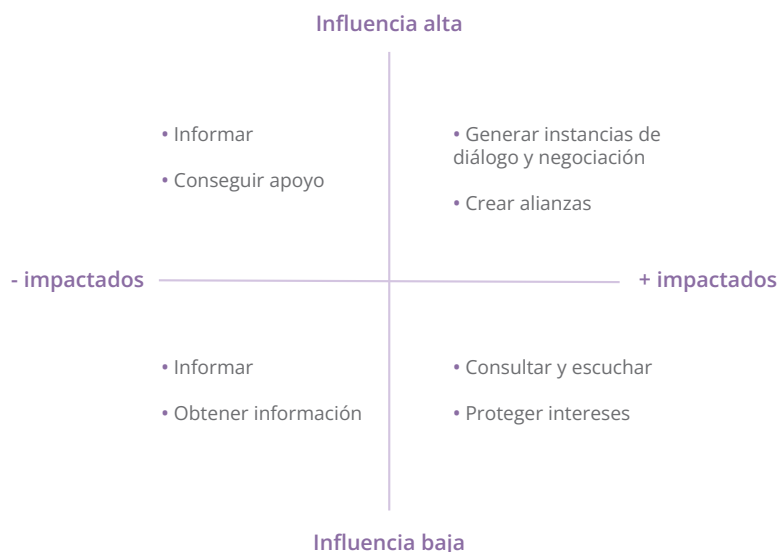 Influencia alta
• Informar
• Conseguir apoyo
• Generar instancias de
diálogo y negociación
• Crear alianzas
- impactados
+ impactados
• Informar
• Obtener información
• Consultar y escuchar
• Proteger intereses
Influencia baja